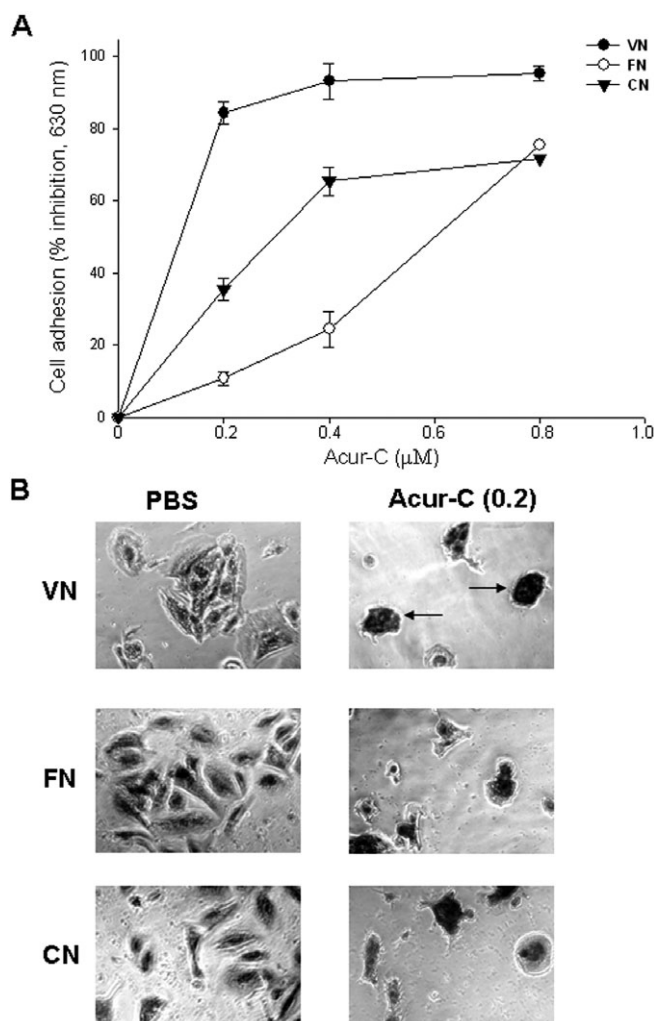 A
100
80
60
40
20
0
0
0.2
0.4
0.6
0.8
1.0
Cell adhesion (% inhibition, 630 nm)
Acur-C (μM)
VN
FN
CN
B
PBS
Acur-C (0.2)
VN
FN
CN